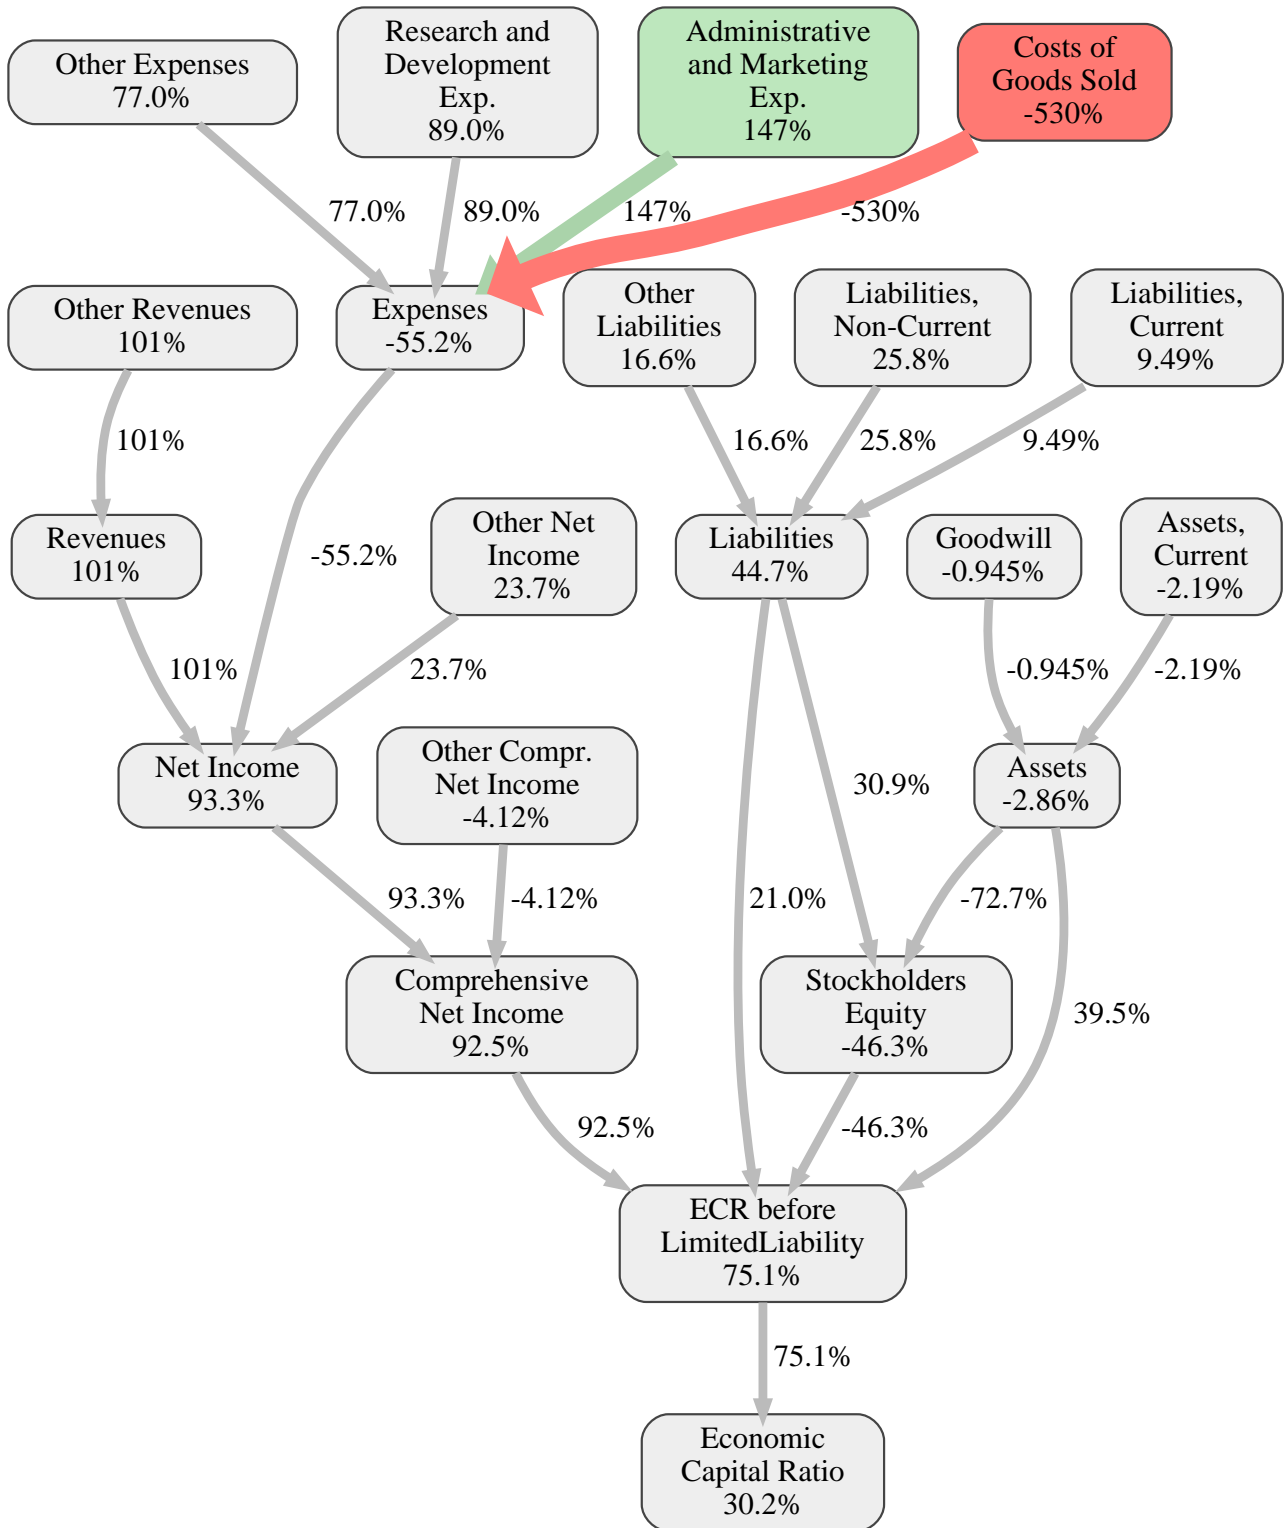 Other Expenses
77.0%
Research and
Development
Exp.
89.0%
Administrative
and Marketing
Exp.
147%
Costs of
Goods Sold
-530%
77.0%
89.0%
147%
-530%
Other Revenues
101%
Expenses
-55.2%
Other
Liabilities
16.6%
Liabilities,
Non-Current
25.8%
Liabilities,
Current
9.49%
101%
16.6%
25.8%
9.49%
Revenues
101%
-55.2%
Other Net
Income
23.7%
Liabilities
44.7%
Goodwill
-0.945%
Assets,
Current
-2.19%
101%
23.7%
-0.945%
-2.19%
Net Income
93.3%
Other Compr.
Net Income
-4.12%
30.9%
Assets
-2.86%
93.3%
-4.12%
21.0%
-72.7%
Comprehensive
Net Income
92.5%
Stockholders
Equity
-46.3%
39.5%
92.5%
-46.3%
ECR before
LimitedLiability
75.1%
75.1%
Economic
Capital Ratio
30.2%